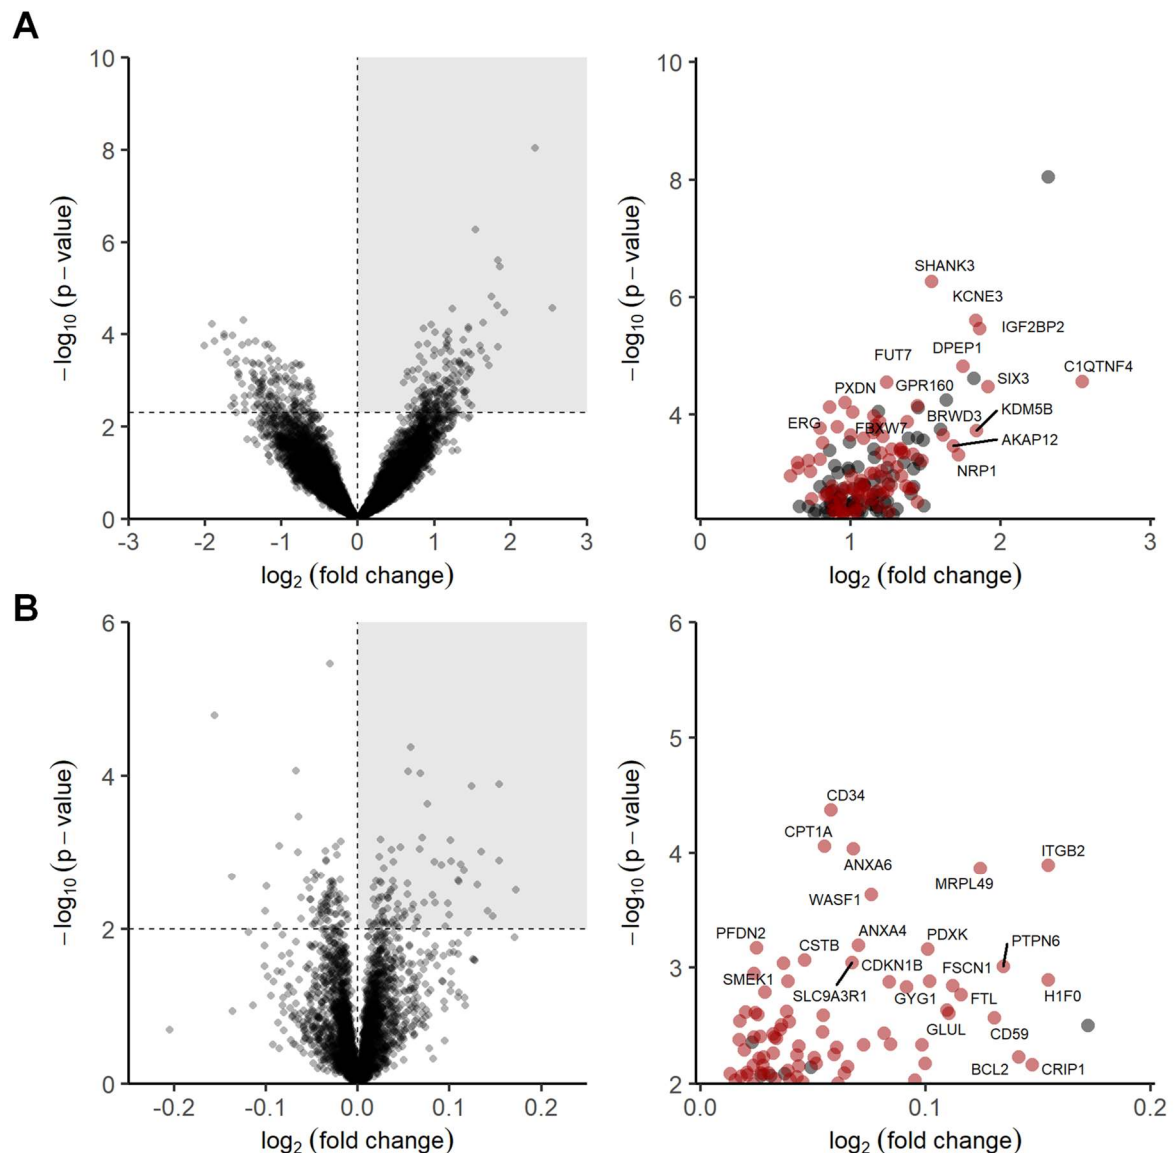 A
10
8
6
4
2
0
-3
-2
-1
0
1
2
3
−log10 (p − value)
log2 (fold change)
10
8
6
4
0
1
2
3
−log10 (p − value)
log2 (fold change)
SHANK3
KCNE3
IGF2BP2
FUT7
DPEP1
C1QTNF4
PXDN
GPR160
SIX3
ERG
FBXW7
BRWD3
KDM5B
AKAP12
NRP1
B
6
4
2
0
-0.2
-0.1
0.0
0.1
0.2
−log10 (p − value)
log2 (fold change)
6
5
4
3
2
0.0
0.1
0.2
−log10 (p − value)
log2 (fold change)
CD34
CPT1A
ANXA6
ITGB2
MRPL49
WASF1
PFDN2
CSTB
ANXA4
PDXK
PTPN6
SMEK1
SLC9A3R1
CDKN1B
GYG1
FSCN1
FTL
H1F0
GLUL
CD59
BCL2
CRIP1